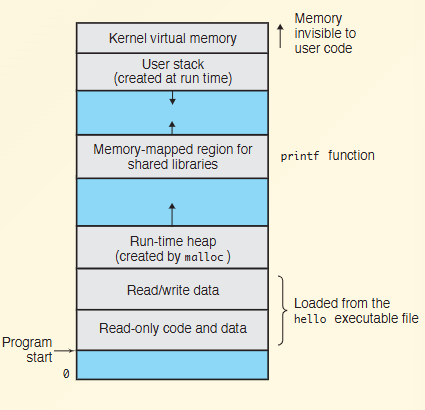 Memory
invisible to
user code
Kernel virtual memory
User stack
(created at run time)
Memory-mapped region for
shared libraries
printf function
Run-time heap
(created by malloc)
Read/write data
Loaded from the
hello executable file
Read-only code and data
Program
start
0